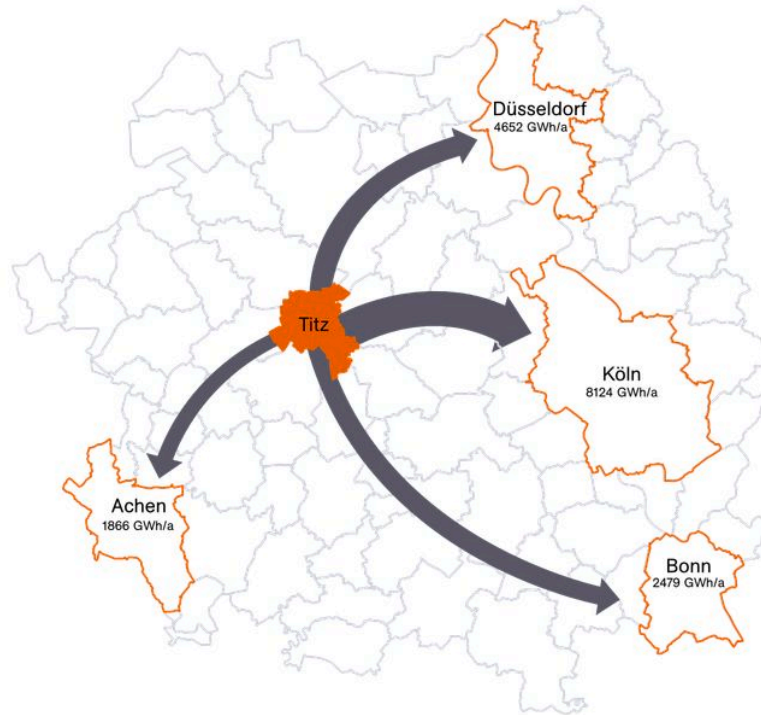 Düsseldorf
4652 GWh/a
Titz
Köln
8124 GWh/a
Achen
1866 GWh/a
Bonn
2479 GWh/a